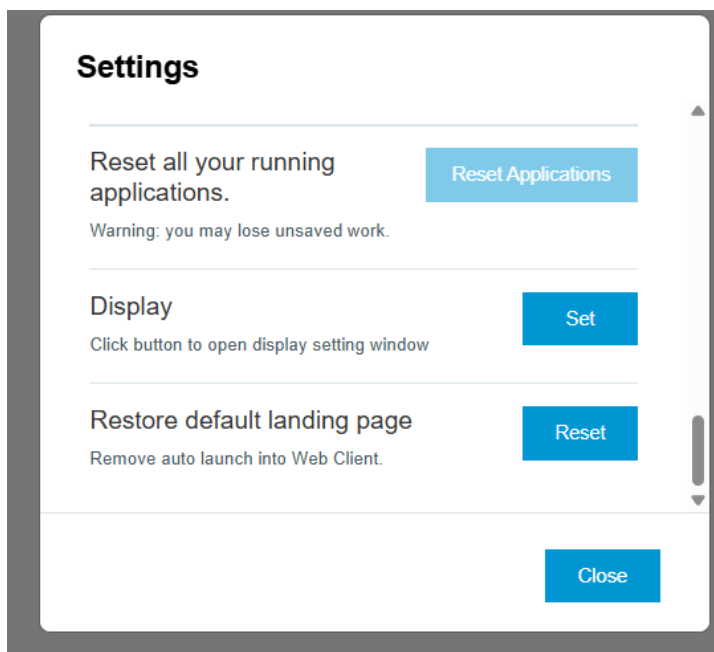 Settings
Reset all your running
applications.
Reset Applications
Warning: you may lose unsaved work.
Display
Set
Click button to open display setting window
Restore default landing page
Reset
Remove auto launch into Web Client.
Close